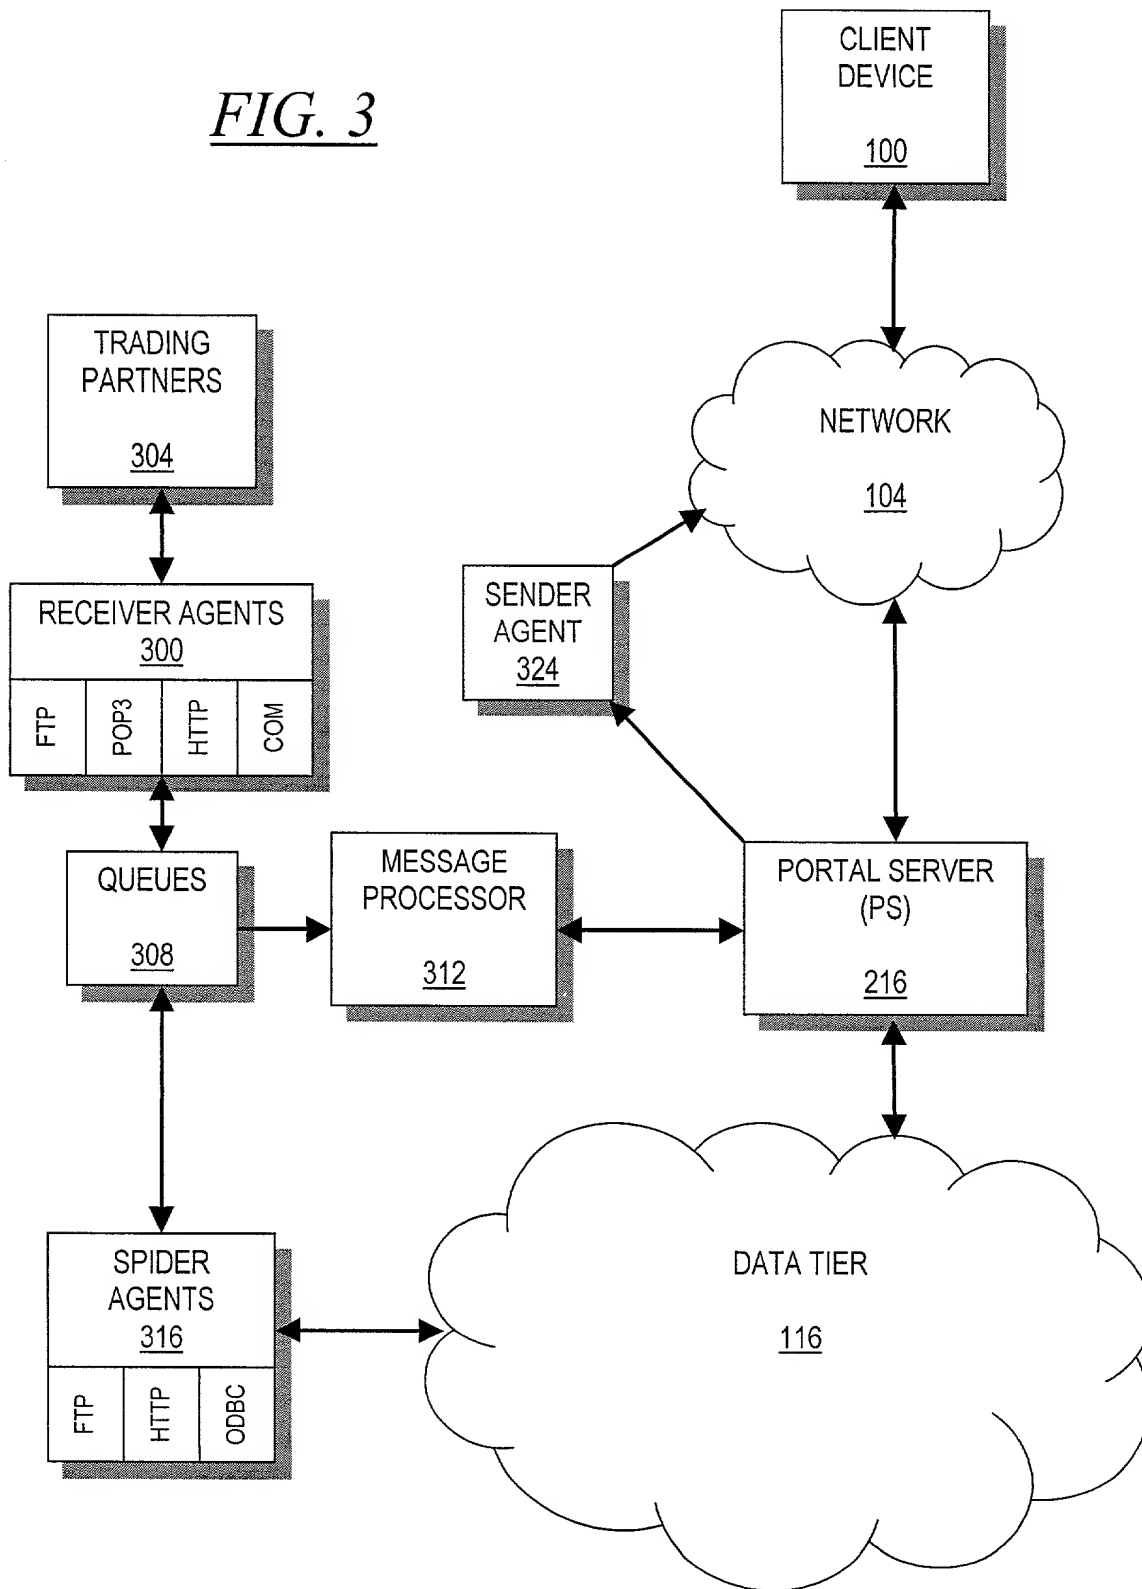 FIG. 3
CLIENT
DEVICE
100
TRADING
PARTNERS
304
NETWORK
104
RECEIVER AGENTS
300
FTP
POP3
HTTP
COM
SENDER
AGENT
324
QUEUES
308
MESSAGE
PROCESSOR
312
PORTAL SERVER
(PS)
216
SPIDER
AGENTS
316
FTP
HTTP
ODBC
DATA TIER
116